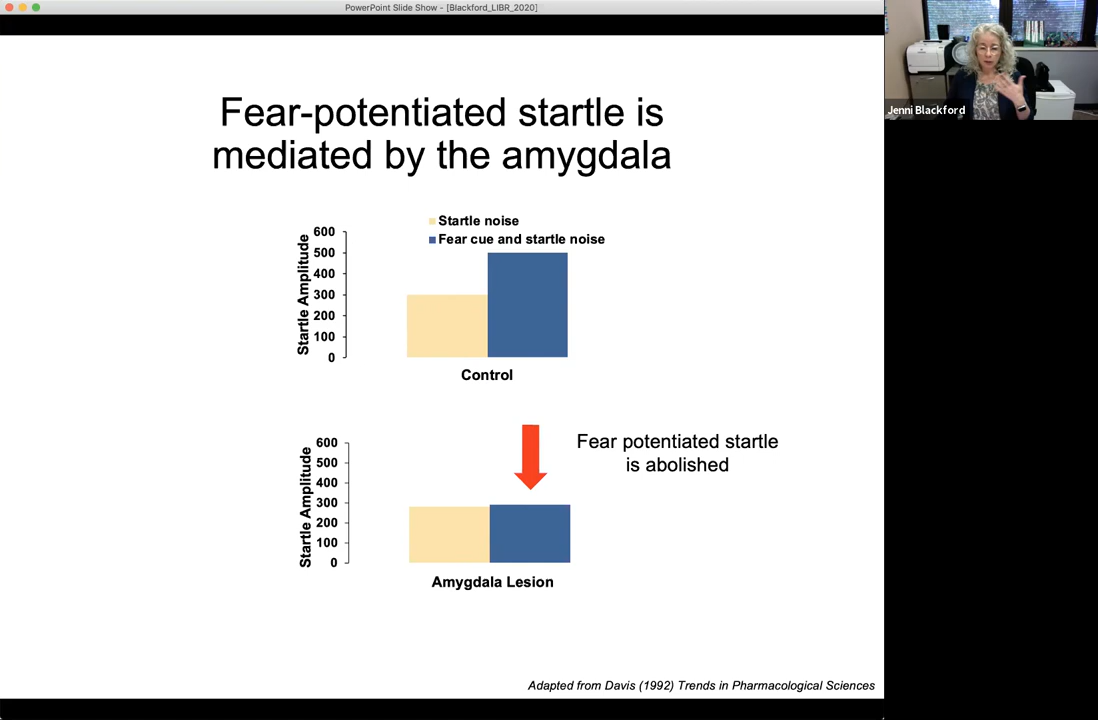 PowerPoint Slide Show - [Blackford_LIBR_2020]
Jenni Blackford
Fear-potentiated startle is
mediated by the amygdala
Startle noise
Fear cue and startle noise
Startle Amplitude
600
500
400
300
200
100
0
Control
Fear potentiated startle
is abolished
Startle Amplitude
600
500
400
300
200
100
0
Amygdala Lesion
Adapted from Davis (1992) Trends in Pharmacological Sciences